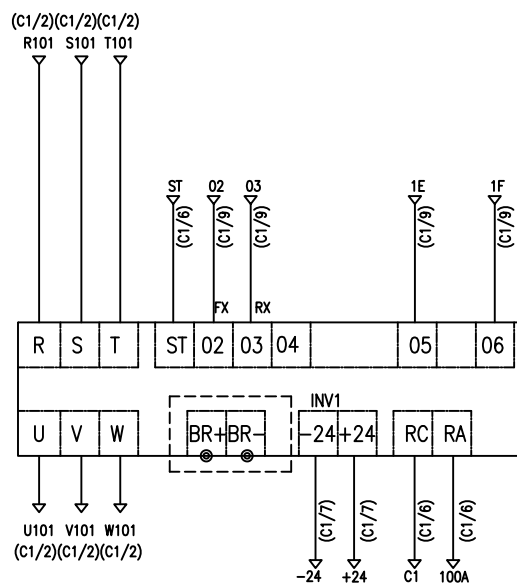 (C1/2)(C1/2)(C1/2)
R101 S101 T101
ST 02 03 1E 1F
(C1/6) (C1/9) (C1/9) (C1/9) (C1/9)
FX RX
R S T ST 02 03 04 05 06
INV1
U V W BR+ BR- -24 +24 RC RA
(C1/7) (C1/7) (C1/6) (C1/6)
U101 V101 W101
(C1/2)(C1/2)(C1/2)
-24 +24 C1 100A